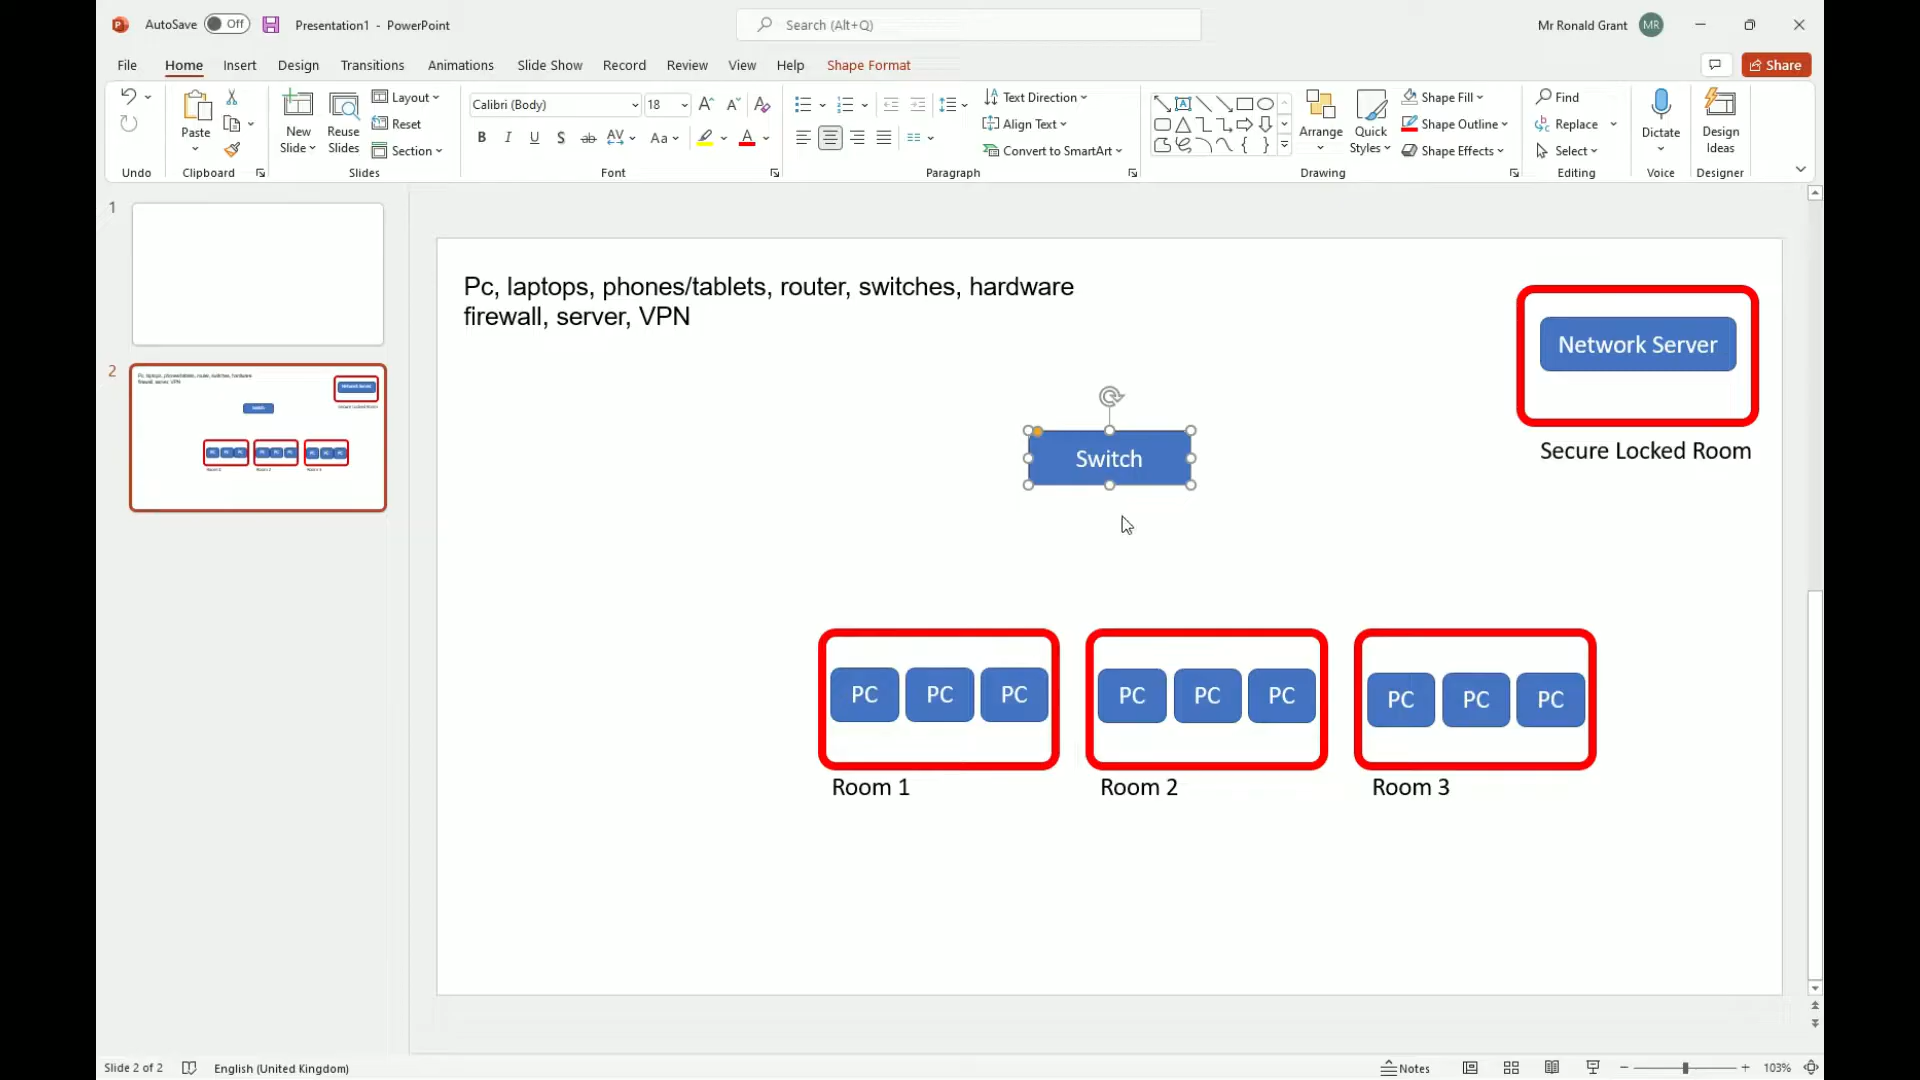 AutoSave Off Presentation1 - PowerPoint Search (Alt+Q) Mr Ronald Grant MR
File Home Insert Design Transitions Animations Slide Show Record Review View Help Shape Format Share
Paste New Slide Reuse Slides Layout Reset Section
Calibri (Body) 18
B I U S ab AV Aa A
Text Direction
Align Text
Convert to SmartArt
Arrange Quick Styles
Shape Fill
Shape Outline
Shape Effects
Find
Replace
Select
Dictate
Design Ideas
Undo Clipboard Slides Font Paragraph Drawing Editing Voice Designer
1
2
Pc, laptops, phones/tablets, router, switches, hardware
firewall, server, VPN
Network Server
Secure Locked Room
Switch
PC PC PC PC PC PC PC PC PC
Room 1 Room 2 Room 3
Slide 2 of 2 English (United Kingdom) Notes 103%